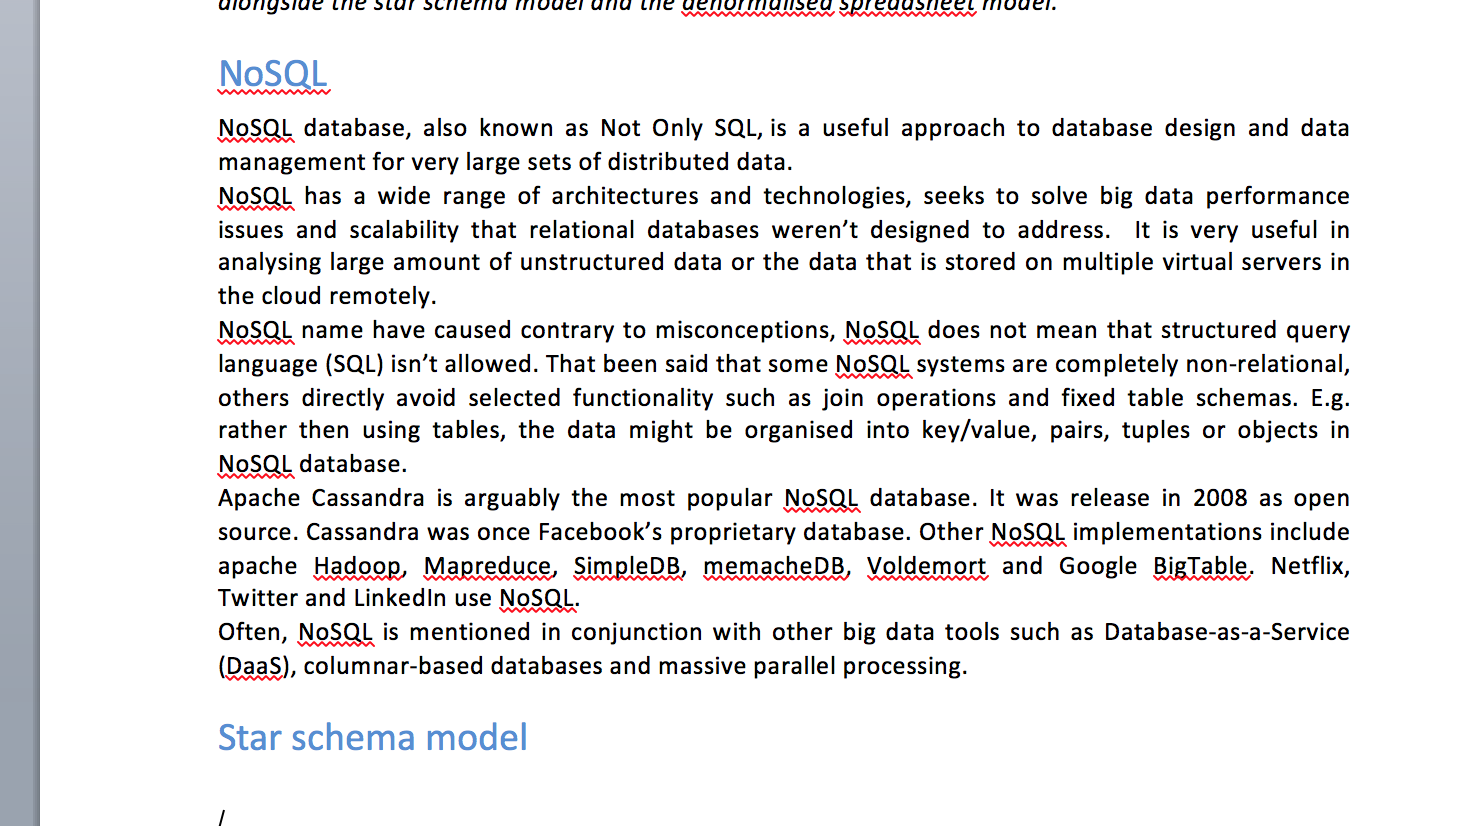 alongside the star schema model and the denormalised spreadsheet model.
NoSQL
NoSQL database, also known as Not Only SQL, is a useful approach to database design and data
management for very large sets of distributed data.
NoSQL has a wide range of architectures and technologies, seeks to solve big data performance
issues and scalability that relational databases weren’t designed to address.  It is very useful in
analysing large amount of unstructured data or the data that is stored on multiple virtual servers in
the cloud remotely.
NoSQL name have caused contrary to misconceptions, NoSQL does not mean that structured query
language (SQL) isn’t allowed. That been said that some NoSQL systems are completely non-relational,
others directly avoid selected functionality such as join operations and fixed table schemas. E.g.
rather then using tables, the data might be organised into key/value, pairs, tuples or objects in
NoSQL database.
Apache Cassandra is arguably the most popular NoSQL database. It was release in 2008 as open
source. Cassandra was once Facebook’s proprietary database. Other NoSQL implementations include
apache Hadoop, Mapreduce, SimpleDB, memacheDB, Voldemort and Google BigTable. Netflix,
Twitter and LinkedIn use NoSQL.
Often, NoSQL is mentioned in conjunction with other big data tools such as Database-as-a-Service
(DaaS), columnar-based databases and massive parallel processing.
Star schema model